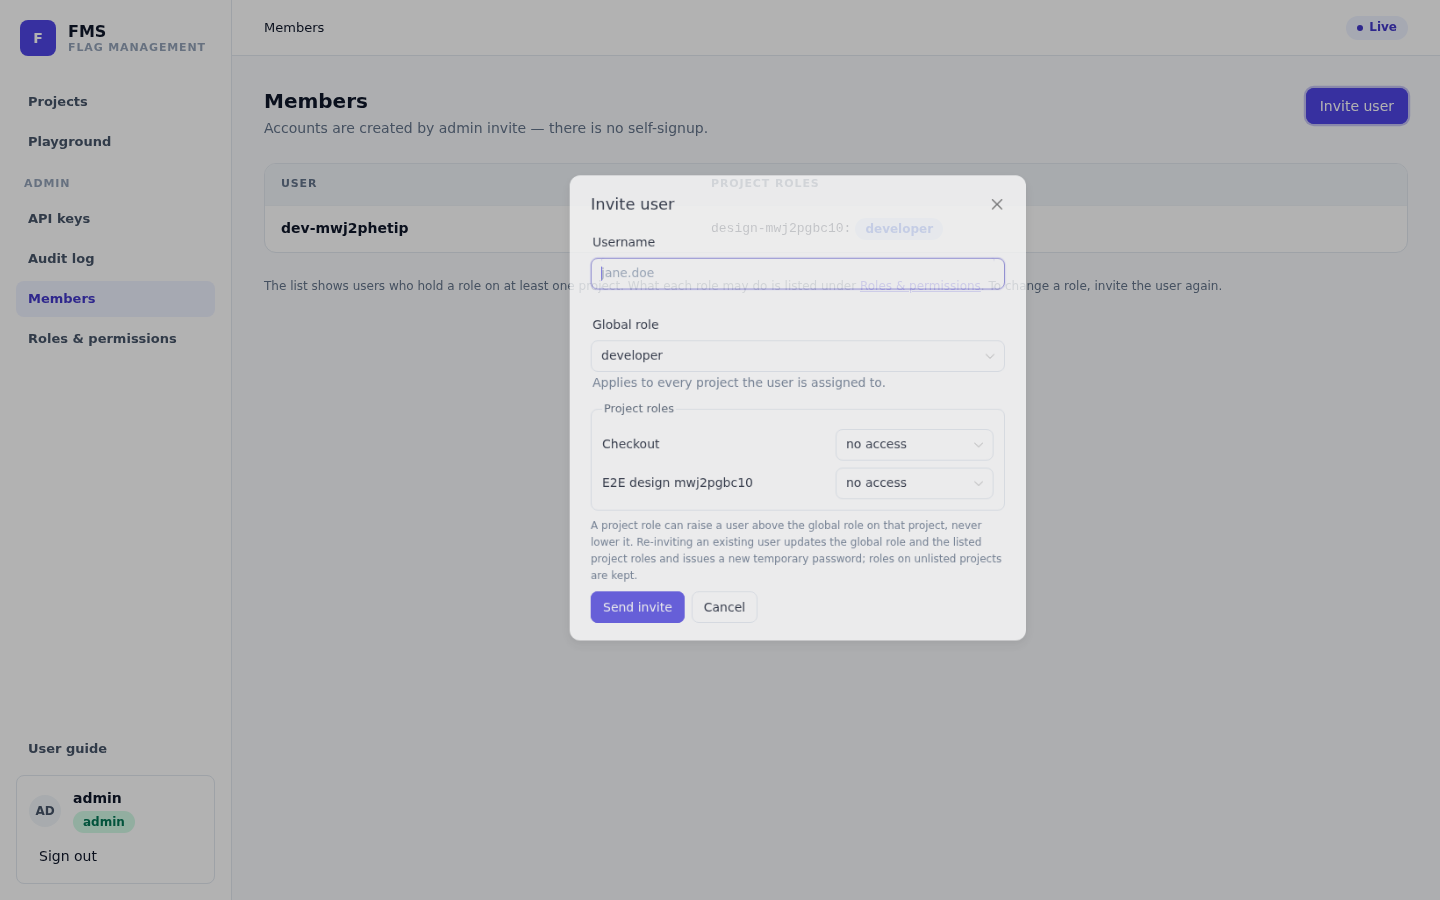 F
FMS
FLAG MANAGEMENT
Projects
Playground
ADMIN
API keys
Audit log
Members
Roles & permissions
User guide
AD
admin
admin
Sign out
Members
Live
Members
Accounts are created by admin invite — there is no self-signup.
Invite user
USER
PROJECT ROLES
dev-mwj2phetip
design-mwj2pgbc10: developer
The list shows users who hold a role on at least one project. What each role may do is listed under Roles & permissions. To change a role, invite the user again.
Invite user
Username
jane.doe
Global role
developer
Applies to every project the user is assigned to.
Project roles
Checkout
no access
E2E design mwj2pgbc10
no access
A project role can raise a user above the global role on that project, never
lower it. Re-inviting an existing user updates the global role and the listed
project roles and issues a new temporary password; roles on unlisted projects
are kept.
Send invite
Cancel